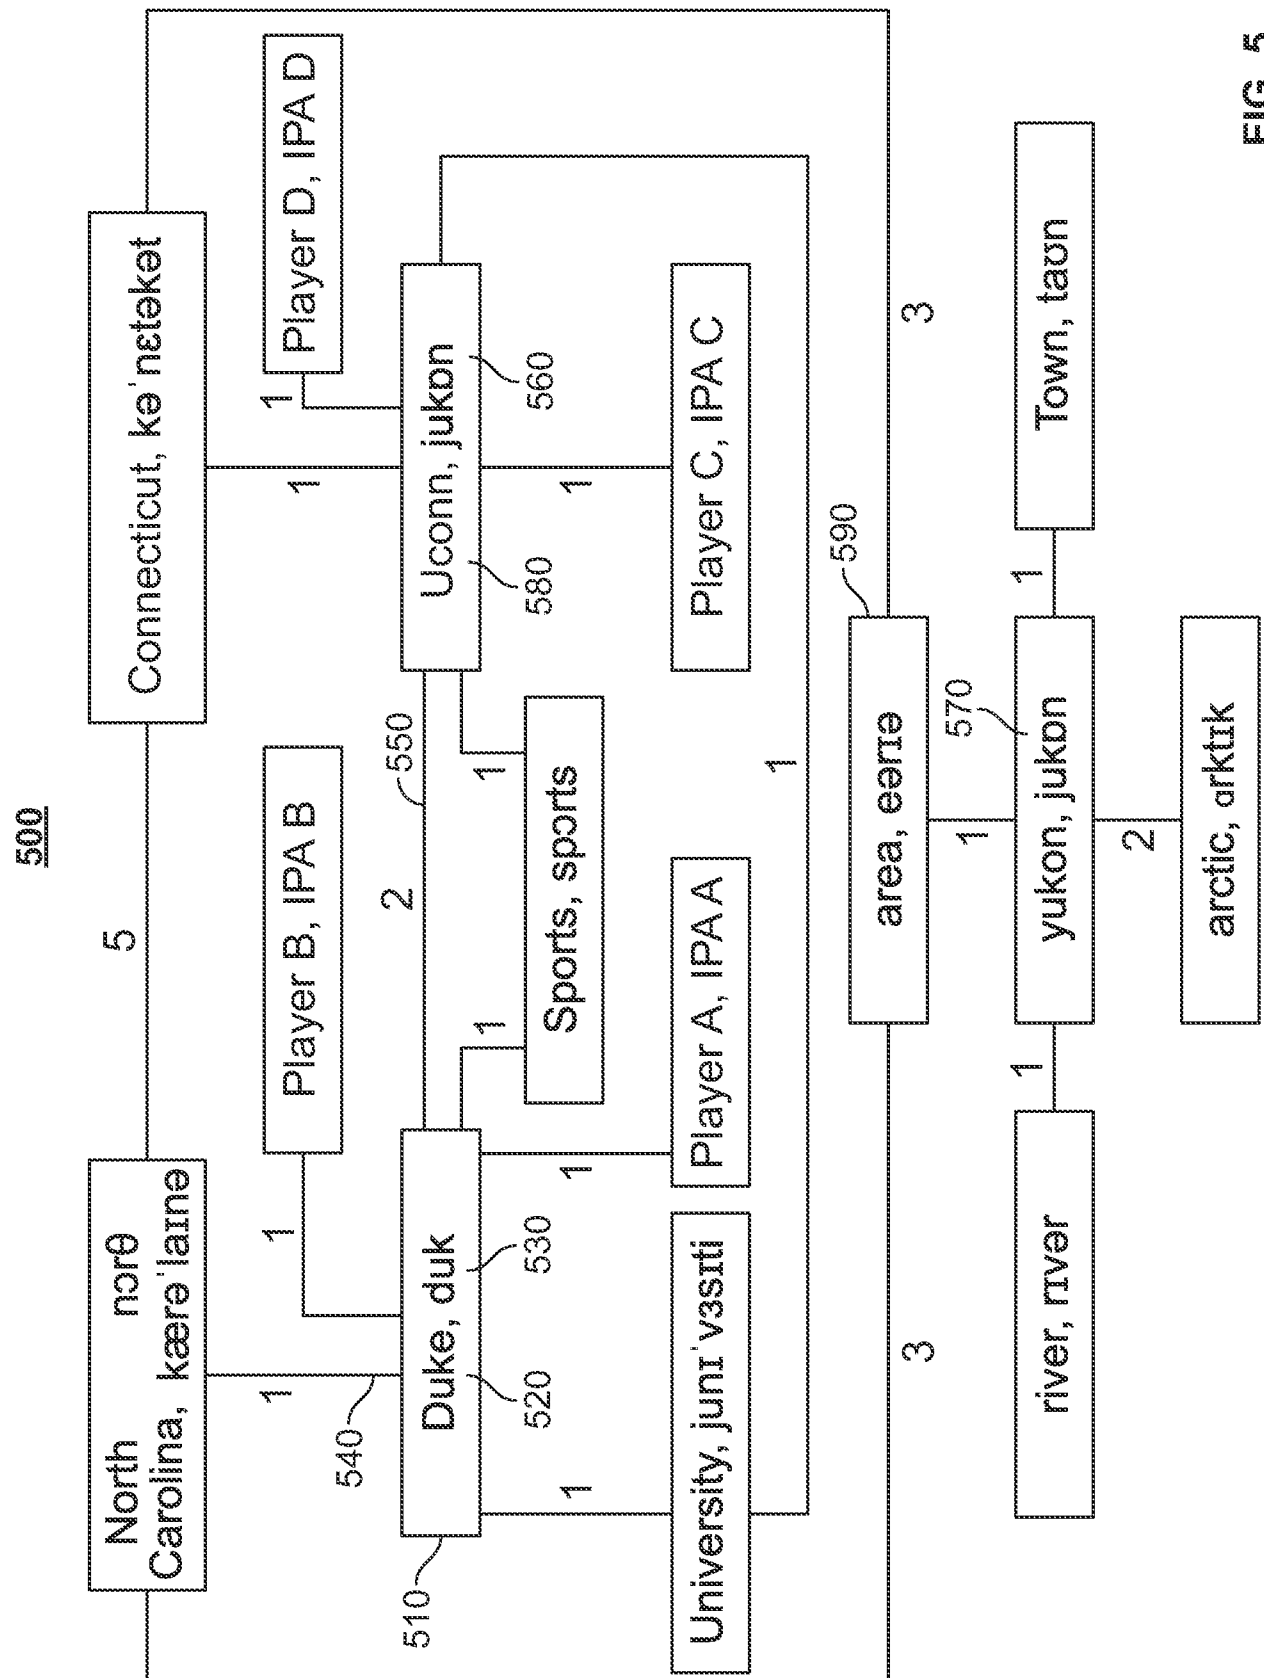 500
North nɔrθ
Carolina, kærəˈlaɪnə
5
Connecticut, kəˈnɛtəkət
1
1
Player B, IPA B
1
1
Player D, IPA D
540
510
Duke, duk
520
530
2
550
1
1
Uconn, jukɒn
580
560
Sports, sports
1
1
1
University, junɪˈvɜsɪti
Player A, IPA A
Player C, IPA C
1
590
3
area, eərɪə
3
1
570
river, rɪvər
1
yukon, jukɒn
1
Town, taʊn
2
arctic, ɑrktɪk
FIG. 5